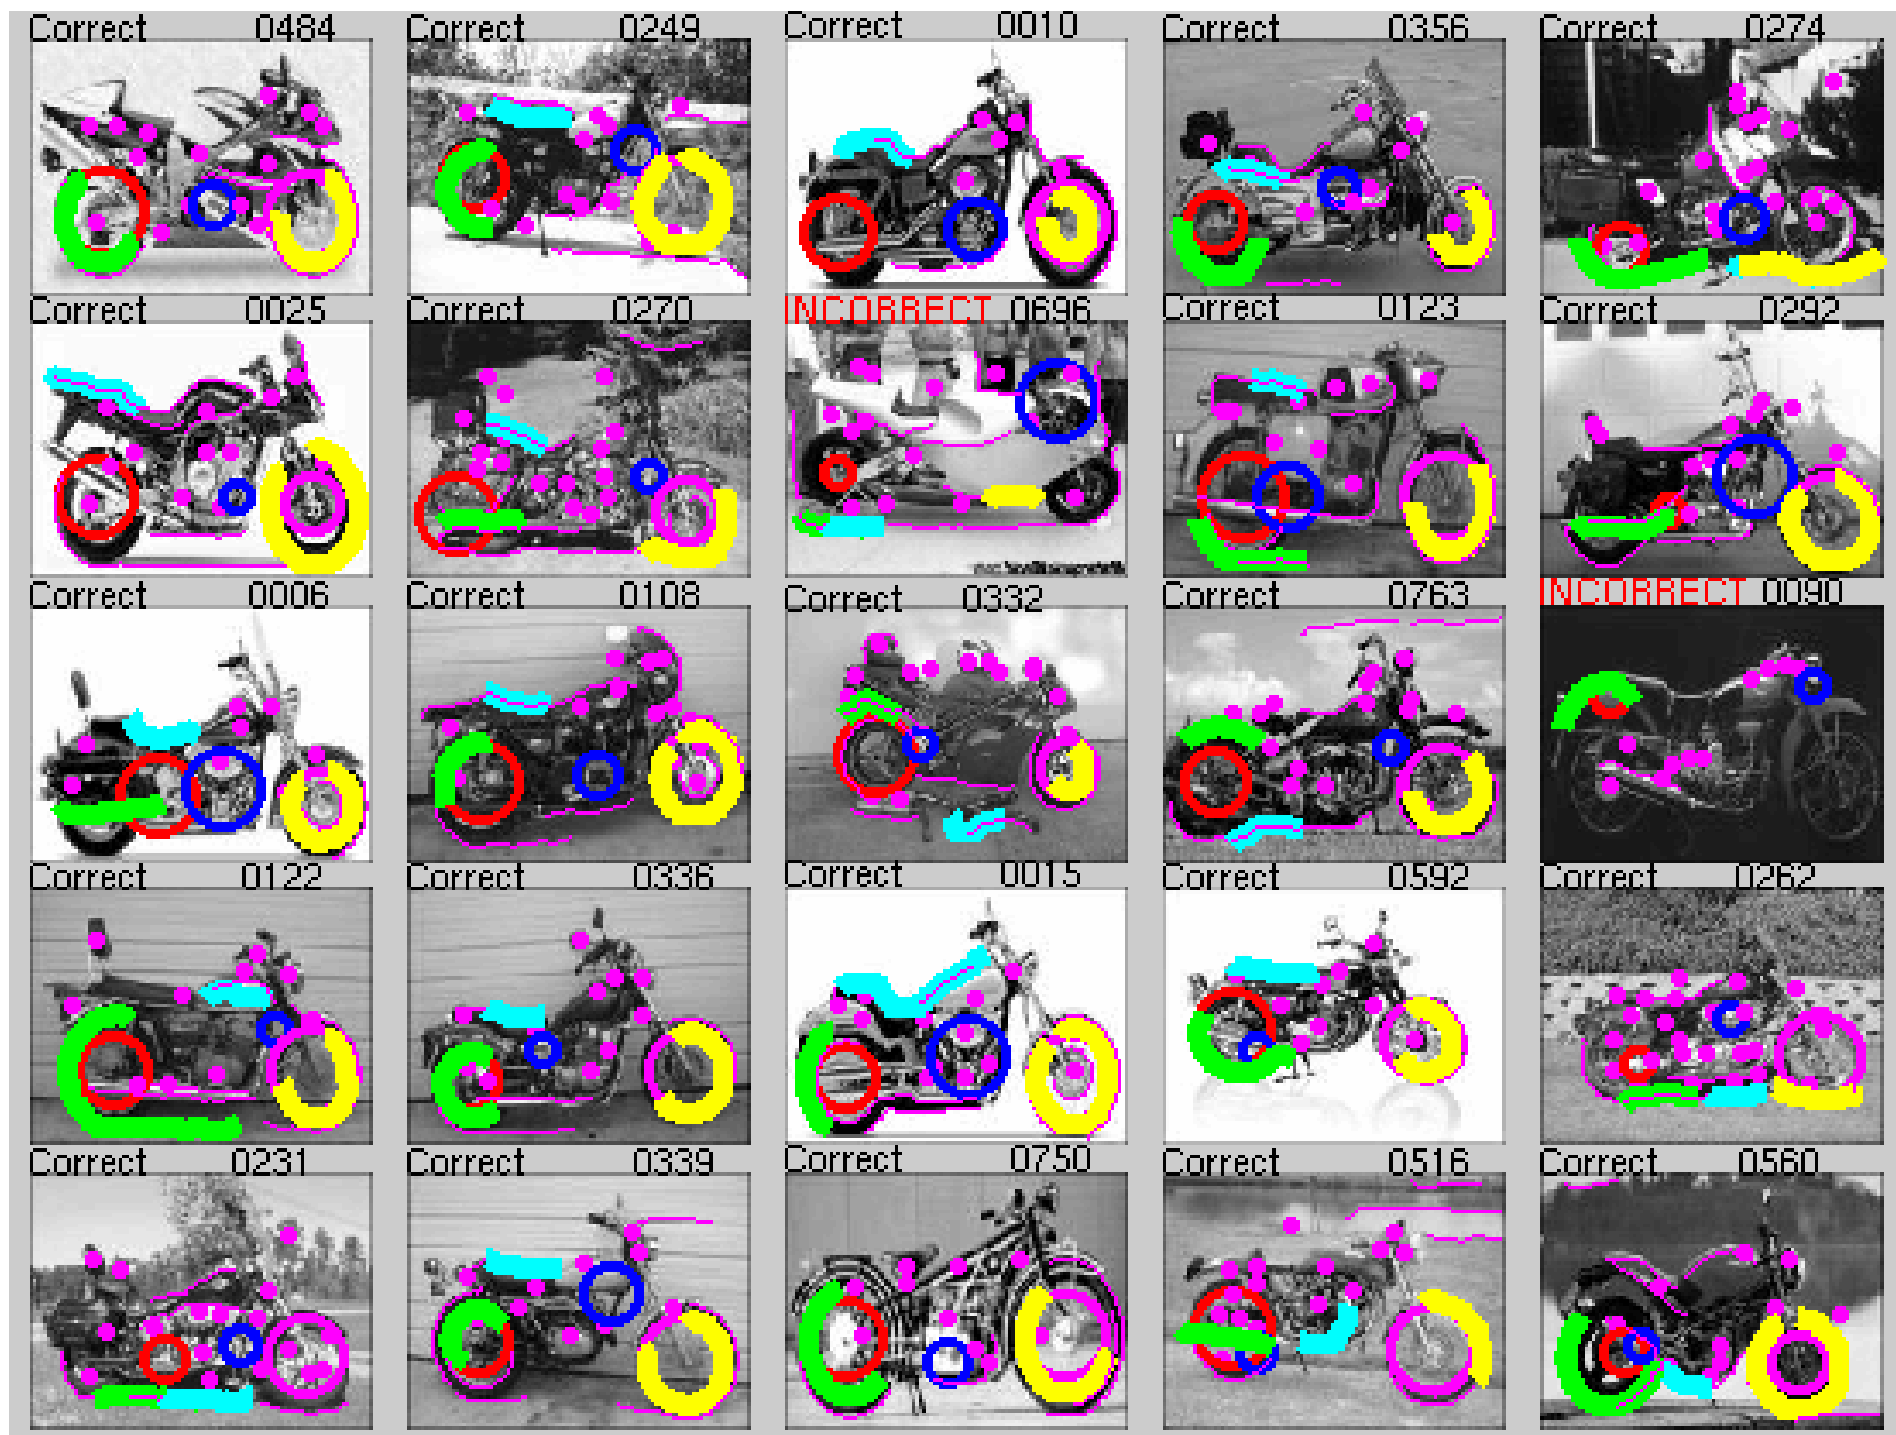 Correct 0484 Correct 0249 Correct 0010 Correct 0356 Correct 0274
Correct 0025 Correct 0270 INCORRECT 0696 Correct 0123 Correct 0292
Correct 0006 Correct 0108 Correct 0332 Correct 0763 INCORRECT 0090
Correct 0122 Correct 0336 Correct 0015 Correct 0592 Correct 0262
Correct 0231 Correct 0339 Correct 0750 Correct 0516 Correct 0560